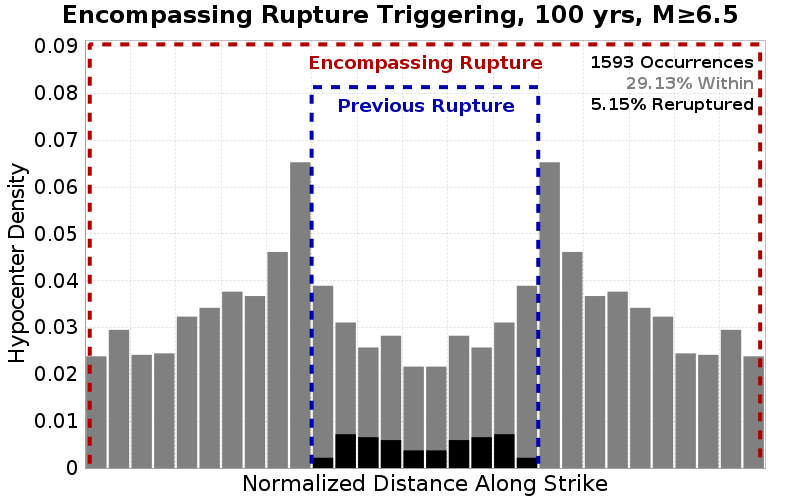 Encompassing Rupture Triggering, 100 yrs, M≥6.5
0.09
0.08
0.07
0.06
0.05
0.04
0.03
0.02
0.01
0
Hypocenter Density
Encompassing Rupture
Previous Rupture
1593 Occurrences
29.13% Within
5.15% Reruptured
Normalized Distance Along Strike